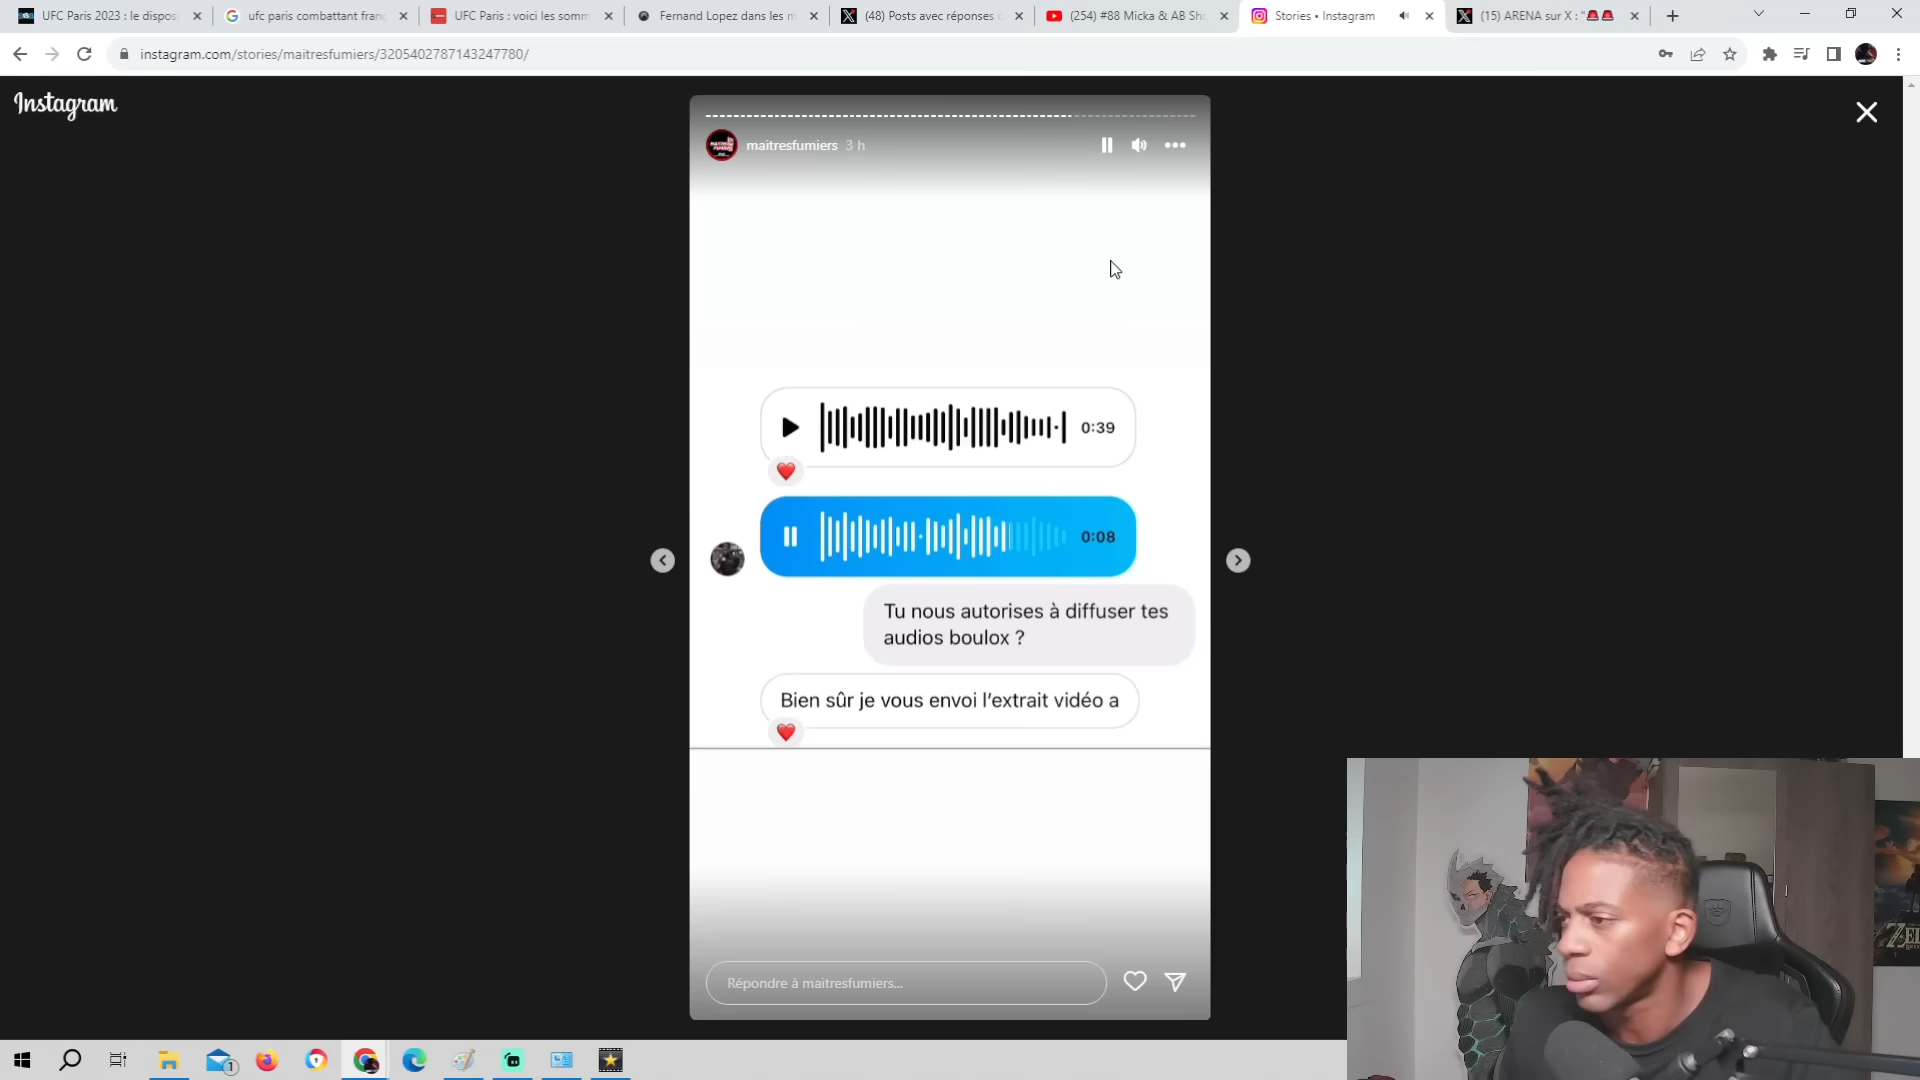 UFC Paris 2023 : le dispos
ufc paris combattant fran
UFC Paris : voici les somm
Fernand Lopez dans les m
(48) Posts avec réponses
(254) #88 Micka & AB Sh
Stories • Instagram
(15) ARENA sur X : "🚨🚨
instagram.com/stories/maitresfumiers/3205402787143247780/
Instagram
maitresfumiers 3 h
0:39
0:08
Tu nous autorises à diffuser tes
audios boulox ?
Bien sûr je vous envoi l'extrait vidéo a
Répondre à maitresfumiers...
ZEL
1